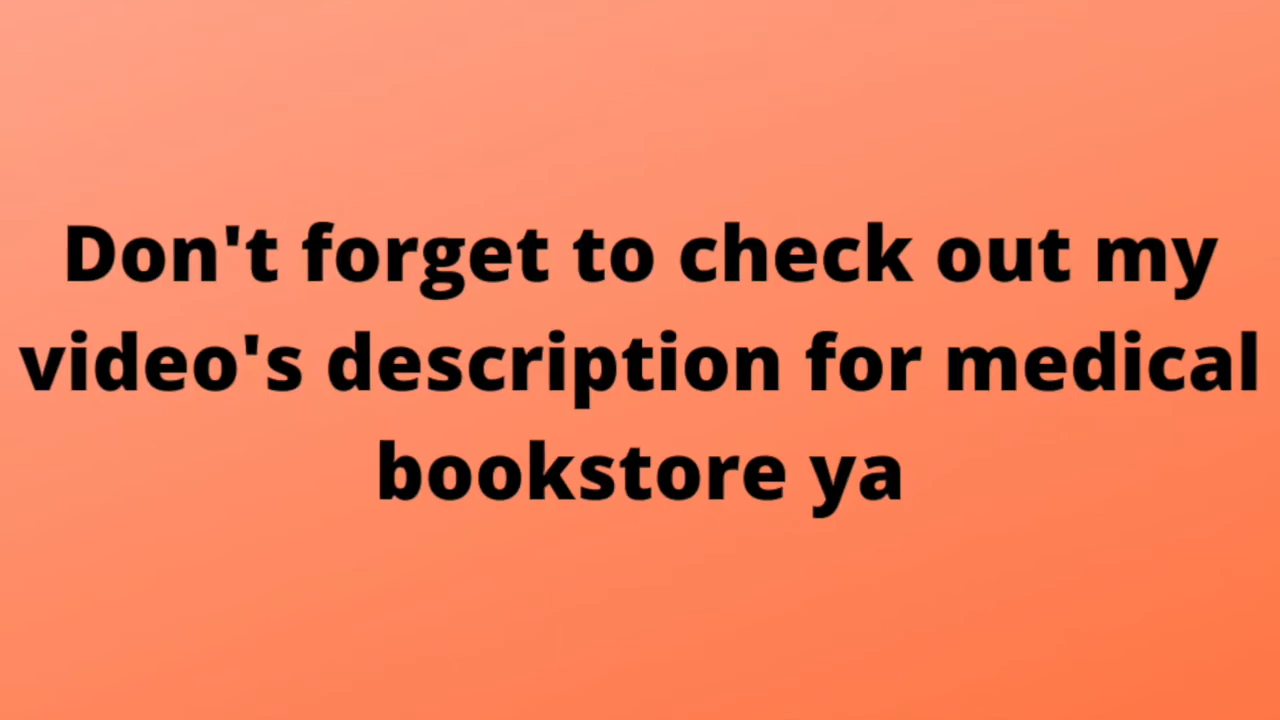 Don't forget to check out my
video's description for medical
bookstore ya